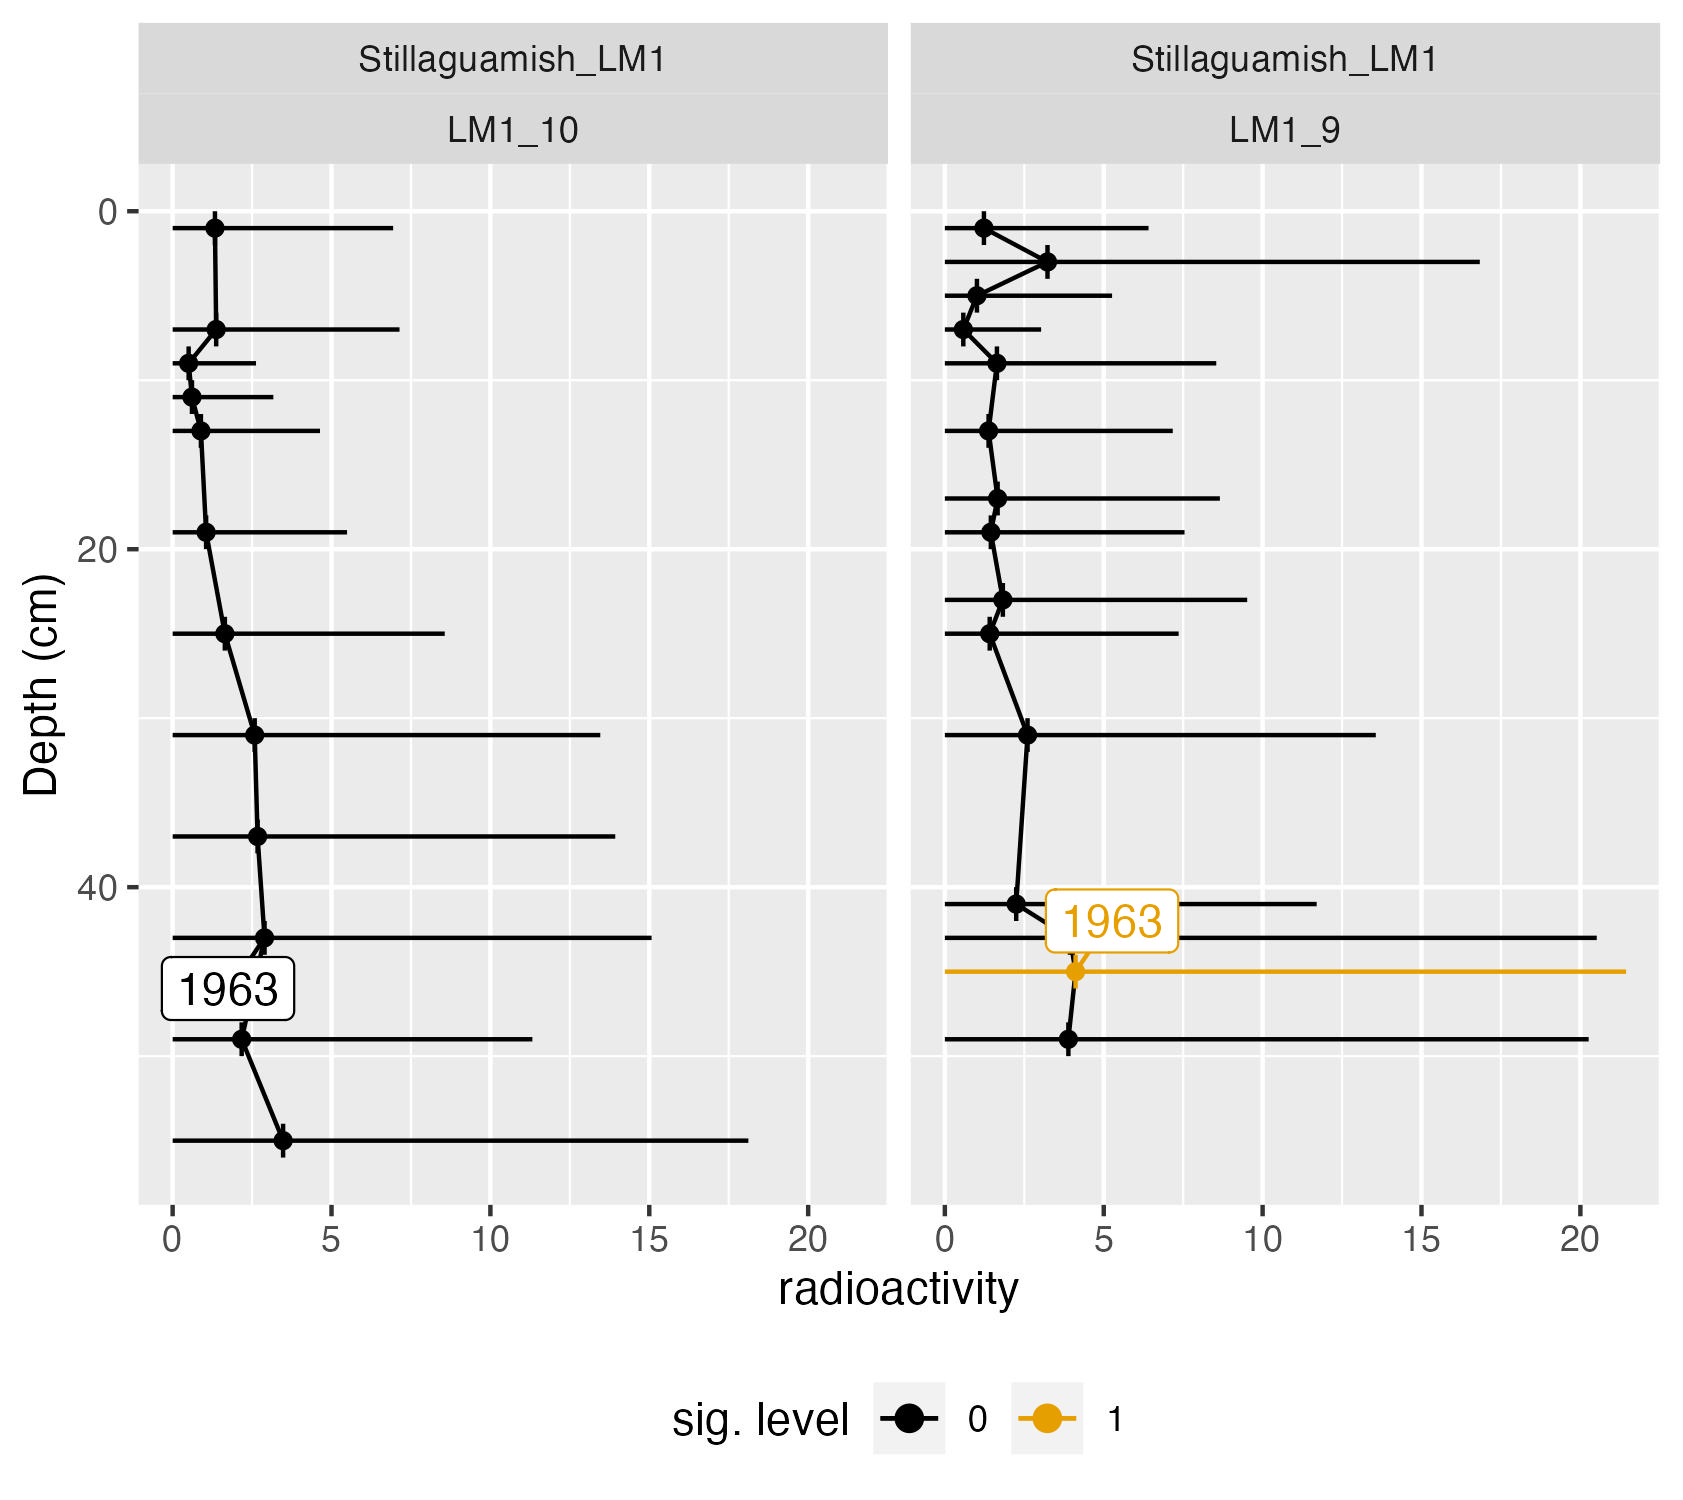 Stillaguamish_LM1 Stillaguamish_LM1
LM1_10 LM1_9
0
20
40
Depth (cm)
1963
1963
0 5 10 15 20 0 5 10 15 20
radioactivity
sig. level 0 1